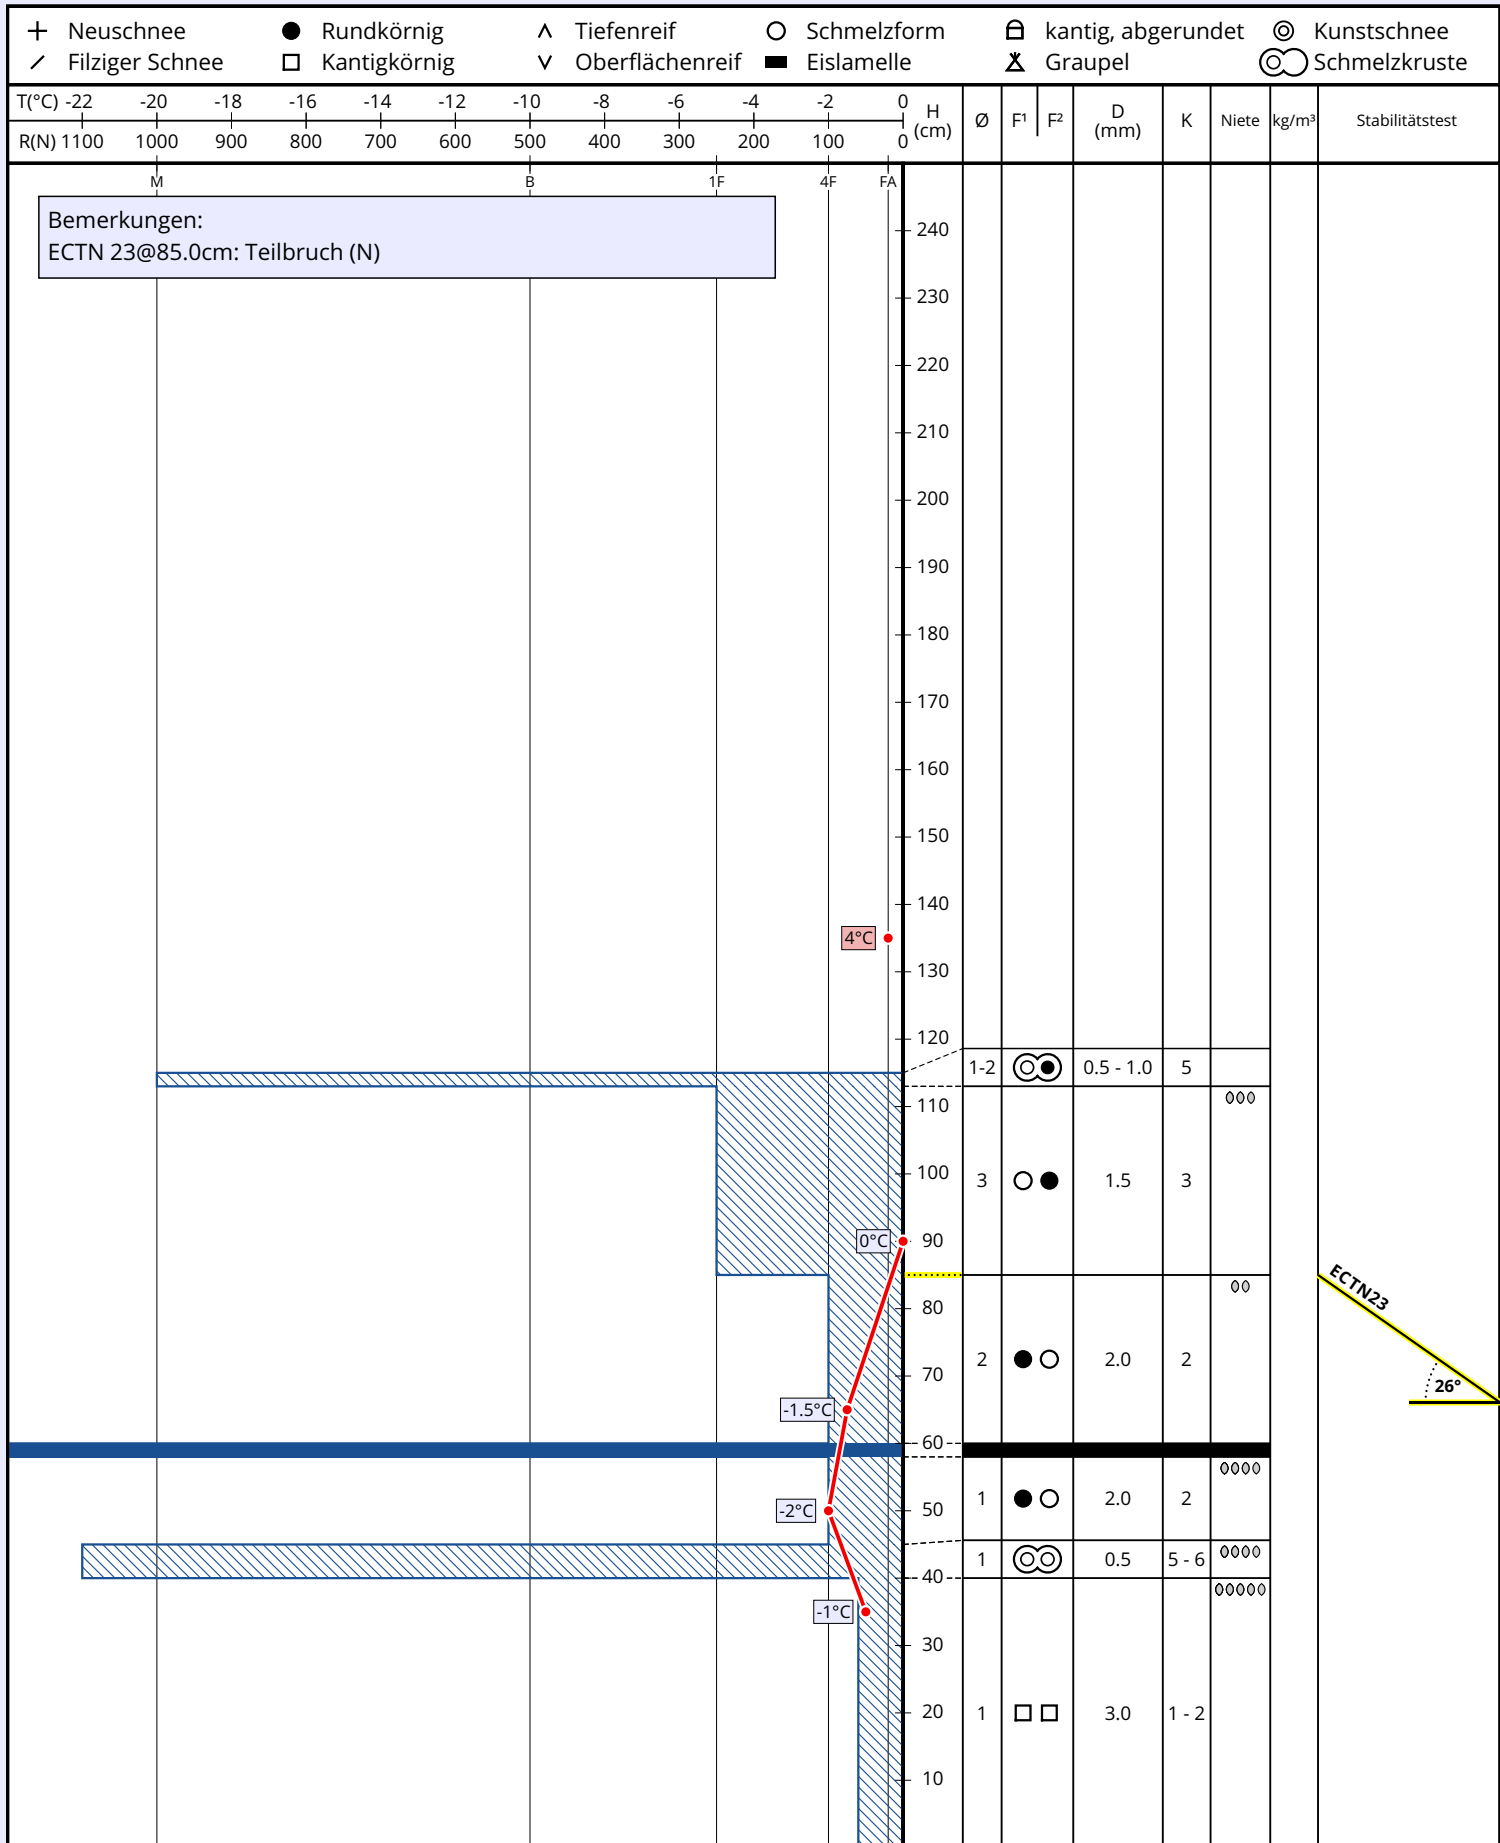 Neuschnee Rundkörnig Tiefenreif Schmelzform kantig, abgerundet Kunstschnee
Filziger Schnee Kantigkörnig Oberflächenreif Eislamelle Graupel Schmelzkruste
T(°C) -22 -20 -18 -16 -14 -12 -10 -8 -6 -4 -2 0
R(N) 1100 1000 900 800 700 600 500 400 300 200 100 0
H (cm) Ø F¹ F² D (mm) K Niete kg/m³ Stabilitätstest
M B 1F 4F FA
Bemerkungen:
ECTN 23@85.0cm: Teilbruch (N)
240
230
220
210
200
190
180
170
160
150
140
4°C
130
120
1-2 0.5 - 1.0 5
110
100
3 1.5 3
0°C 90
ECTN23
80
2 2.0 2
70
26°
-1.5°C
60
1 2.0 2
-2°C 50
1 0.5 5 - 6
40
-1°C
30
20 1 3.0 1 - 2
10